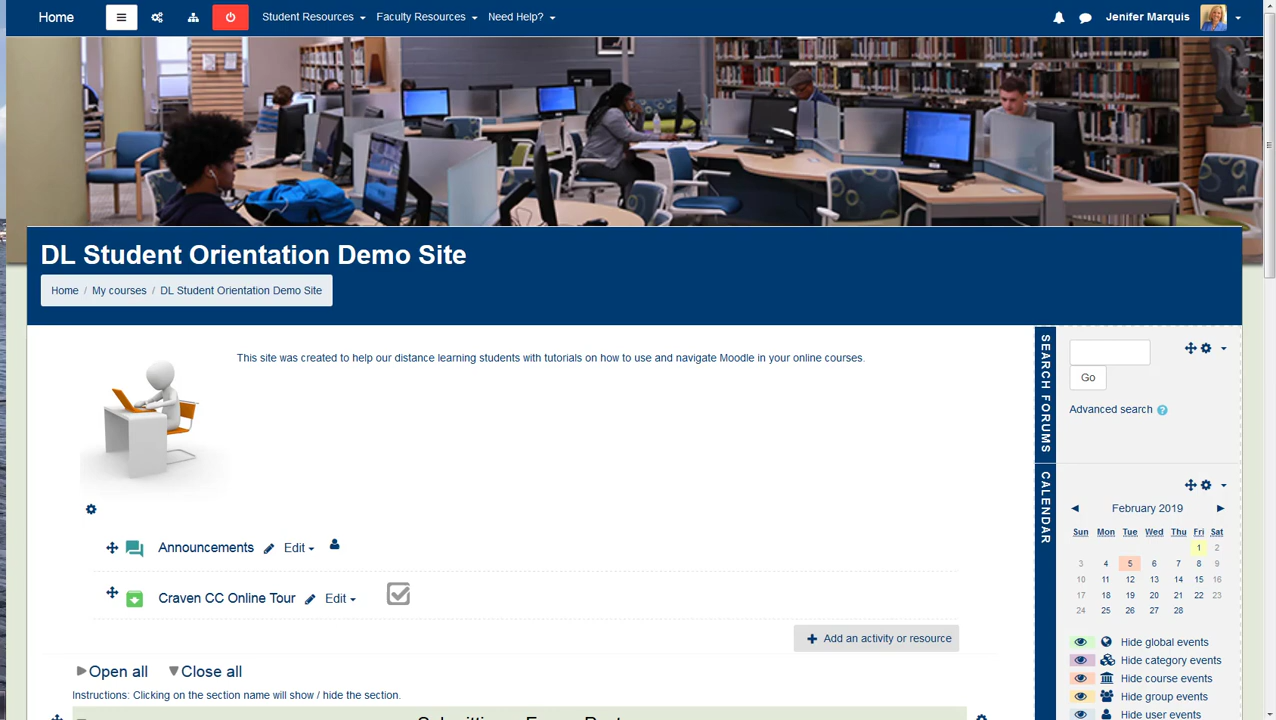 Home Student Resources Faculty Resources Need Help? Jenifer Marquis
DL Student Orientation Demo Site
Home / My courses / DL Student Orientation Demo Site
This site was created to help our distance learning students with tutorials on how to use and navigate Moodle in your online courses.
Announcements Edit
Craven CC Online Tour Edit
+ Add an activity or resource
Open all Close all
Instructions: Clicking on the section name will show / hide the section.
SEARCH FORUMS
Go
Advanced search ?
CALENDAR
February 2019
Sun Mon Tue Wed Thu Fri Sat
1 2
3 4 5 6 7 8 9
10 11 12 13 14 15 16
17 18 19 20 21 22 23
24 25 26 27 28
Hide global events
Hide category events
Hide course events
Hide group events
Hide user events